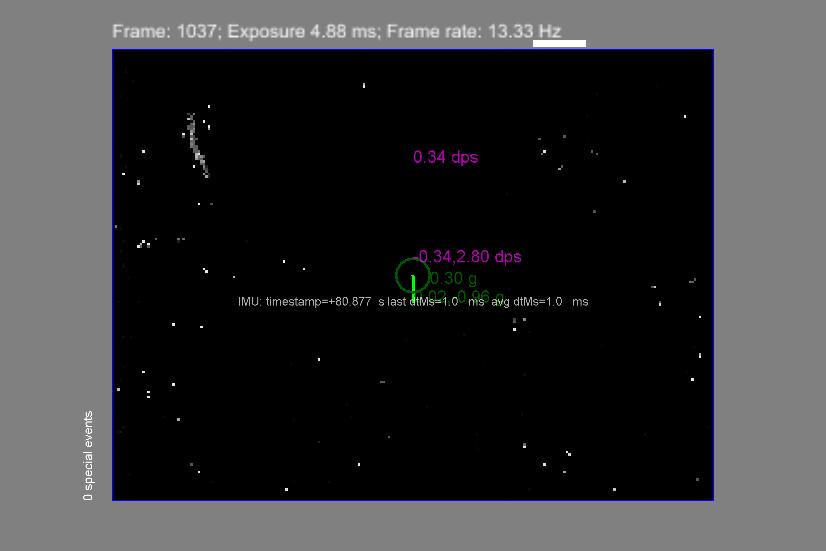 Frame: 1037; Exposure 4.88 ms; Frame rate: 13.33 Hz
0.34 dps
-0.34,2.80 dps
0.30 g
IMU: timestamp=+80.877 s last dtMs=1.0 ms avg dtMs=1.0 ms
0 special events